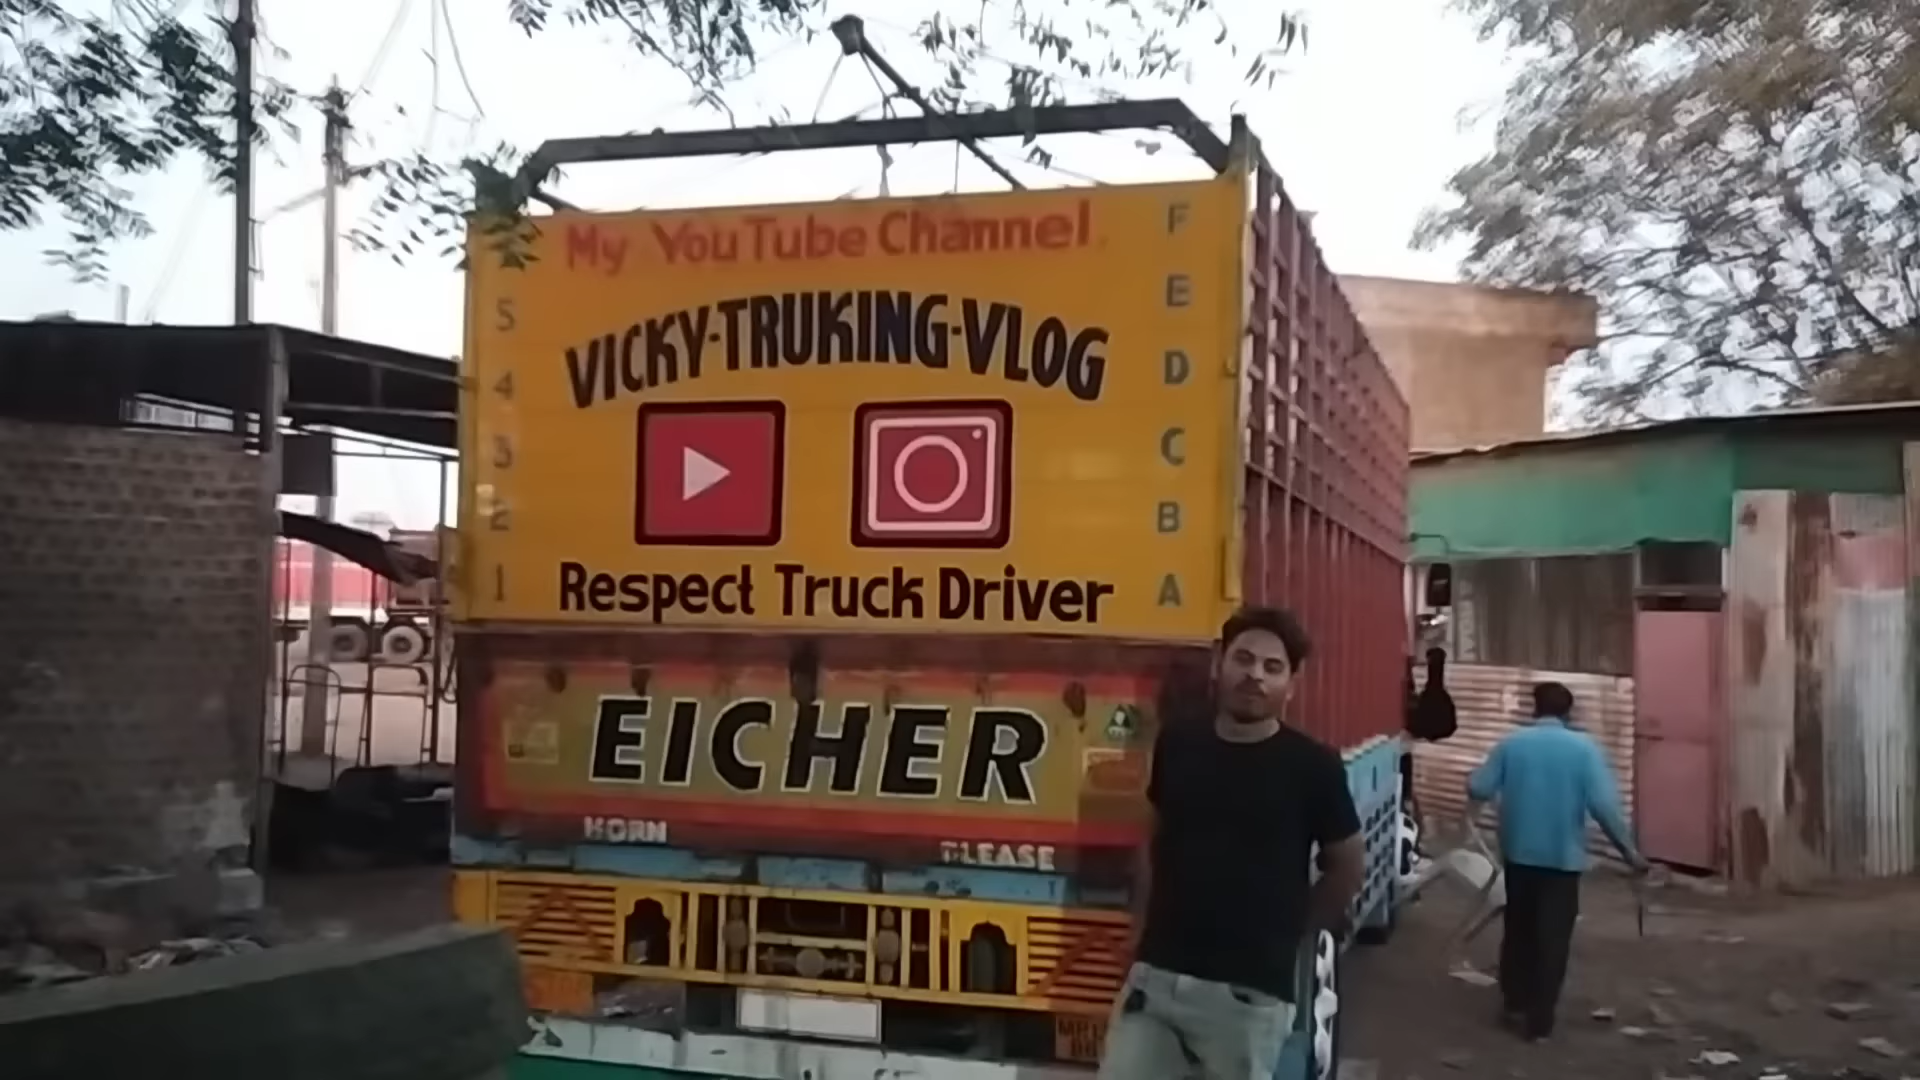 My YouTube Channel
VICKY-TRUKING-VLOG
Respect Truck Driver
5
4
3
2
1
F
E
D
C
B
A
EICHER
HORN
PLEASE